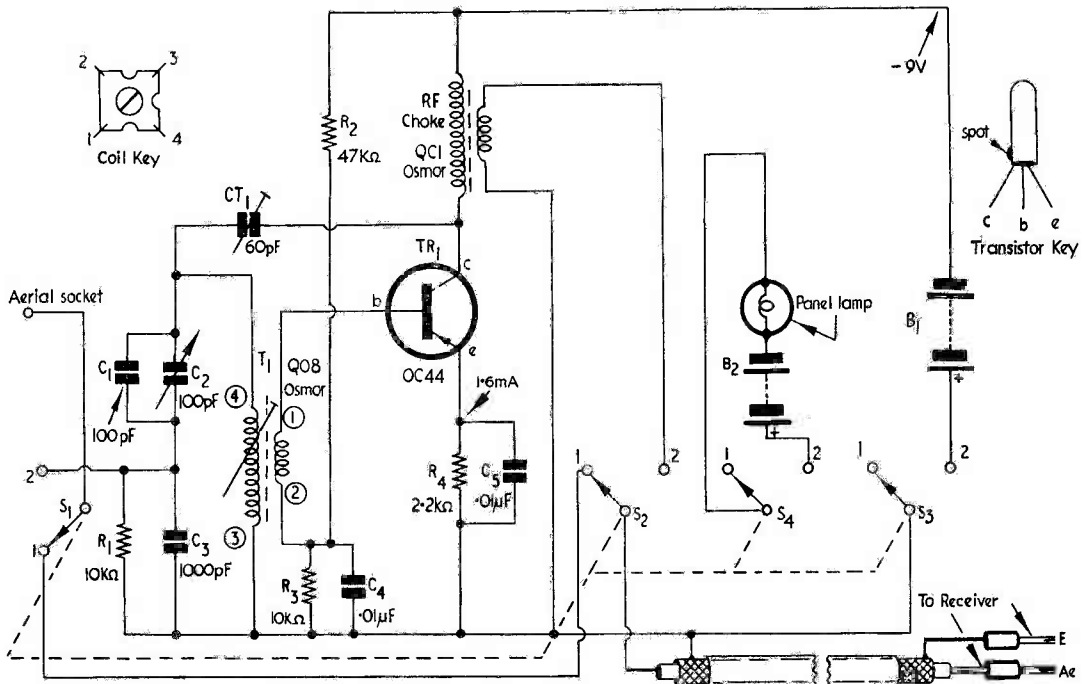 2
3
1
4
Coil Key
R2
47KΩ
RF
Choke
QC1
Osmor
-9V
spot
c
b
e
Transistor Key
CT1
60pF
TR1
c
b
e
OC44
Aerial socket
C1
100pF
C2
100pF
T1
QO8
Osmor
4
1
2
3
1·6mA
R4
2·2kΩ
C5
·01µF
Panel lamp
B2
+
B1
+
2
S1
1
R1
10KΩ
C3
1000pF
R3
10KΩ
C4
·01µF
1
2
S2
1
2
S4
1
2
S3
To Receiver
E
Ae